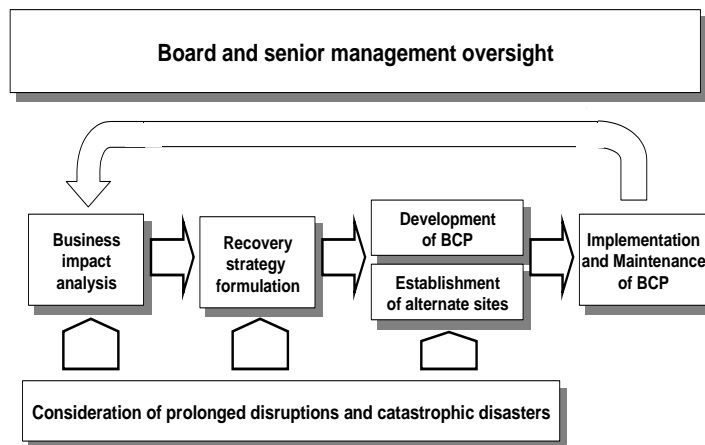 Board and senior management oversight
Business
impact
analysis
Recovery
strategy
formulation
Development
of BCP
Establishment
of alternate sites
Implementation
and Maintenance
of BCP
Consideration of prolonged disruptions and catastrophic disasters